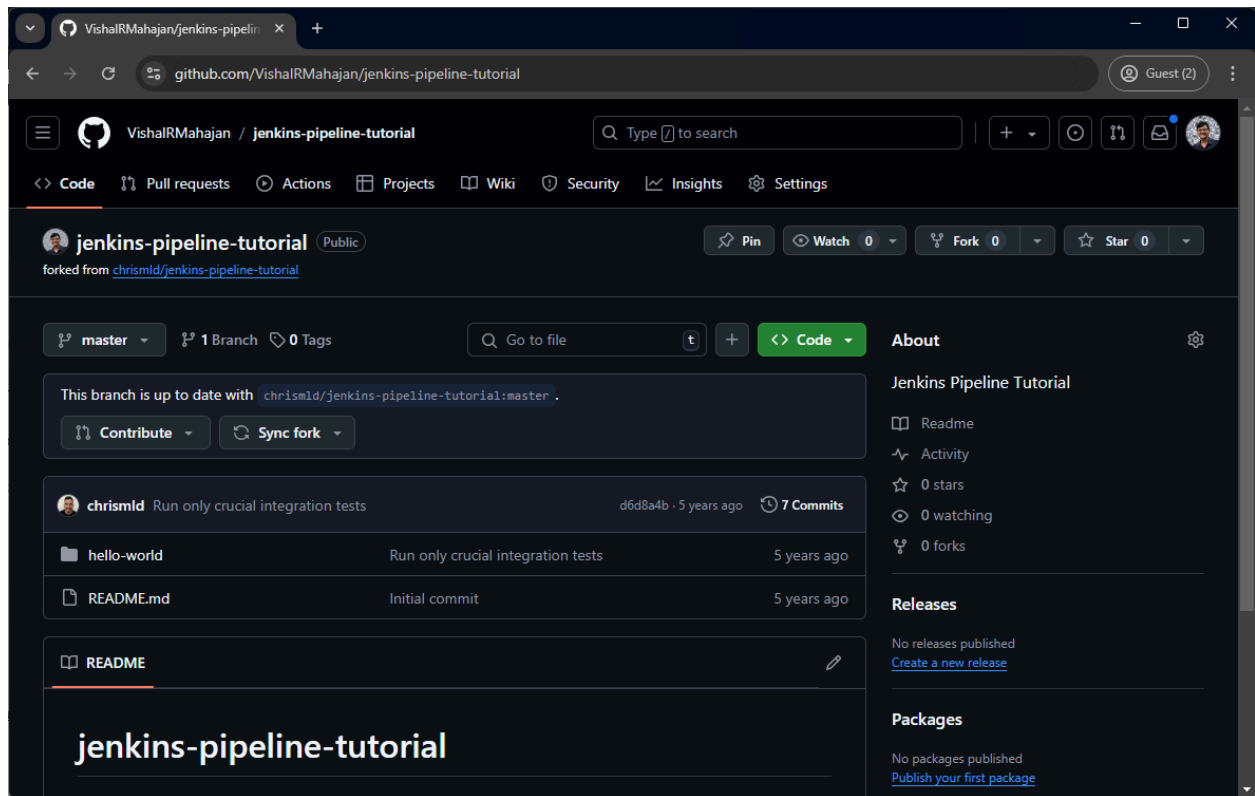 VishalRMahajan/jenkins-pipelin
github.com/VishalRMahajan/jenkins-pipeline-tutorial
Guest (2)
VishalRMahajan / jenkins-pipeline-tutorial
Type / to search
Code Pull requests Actions Projects Wiki Security Insights Settings
jenkins-pipeline-tutorial Public
Pin Watch 0 Fork 0 Star 0
forked from chrismld/jenkins-pipeline-tutorial
master 1 Branch 0 Tags Go to file t + Code
This branch is up to date with chrismld/jenkins-pipeline-tutorial:master .
Contribute Sync fork
chrismld Run only crucial integration tests d6d8a4b · 5 years ago 7 Commits
hello-world Run only crucial integration tests 5 years ago
README.md Initial commit 5 years ago
README
jenkins-pipeline-tutorial
About
Jenkins Pipeline Tutorial
Readme
Activity
0 stars
0 watching
0 forks
Releases
No releases published
Create a new release
Packages
No packages published
Publish your first package